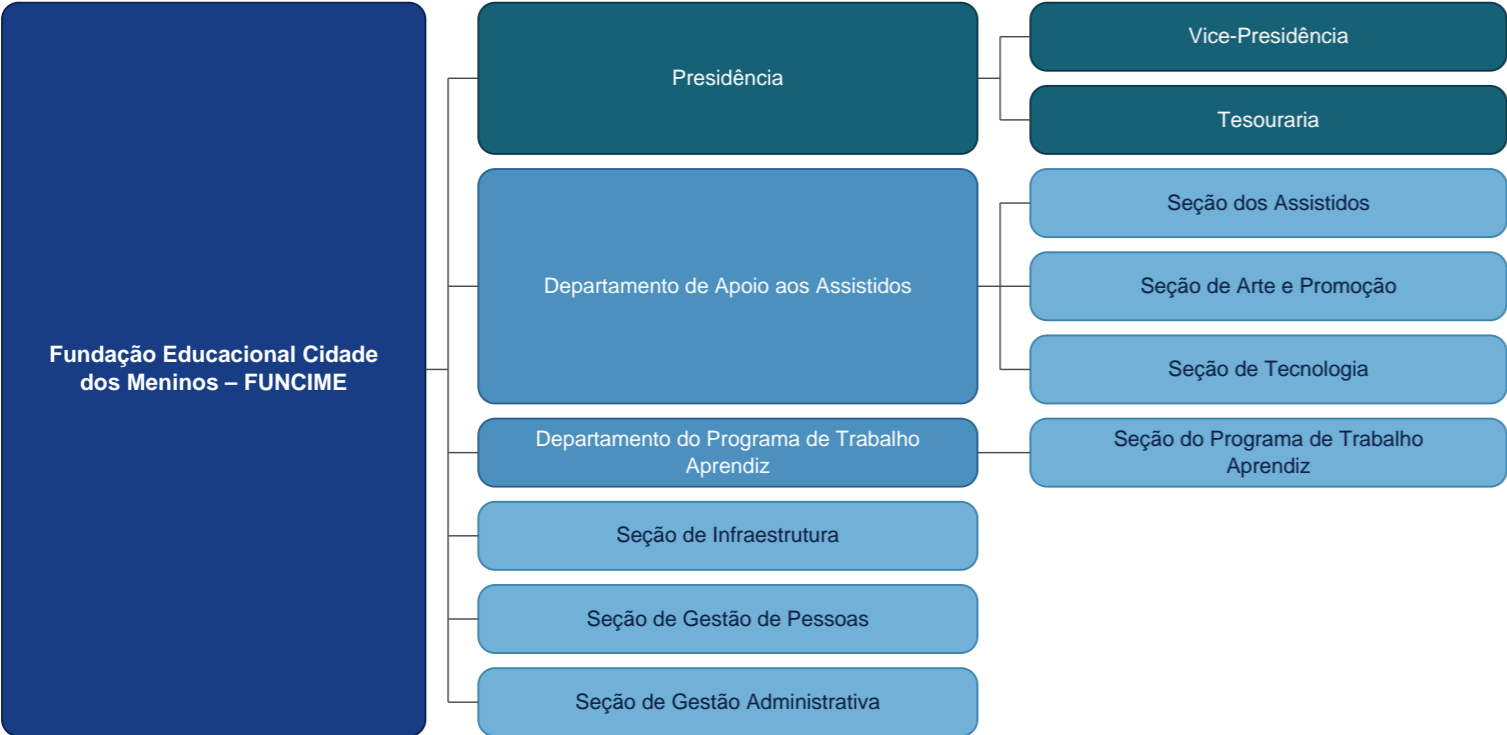 Fundação Educacional Cidade
dos Meninos – FUNCIME
Presidência
Vice-Presidência
Tesouraria
Departamento de Apoio aos Assistidos
Seção dos Assistidos
Seção de Arte e Promoção
Seção de Tecnologia
Departamento do Programa de Trabalho
Aprendiz
Seção do Programa de Trabalho
Aprendiz
Seção de Infraestrutura
Seção de Gestão de Pessoas
Seção de Gestão Administrativa